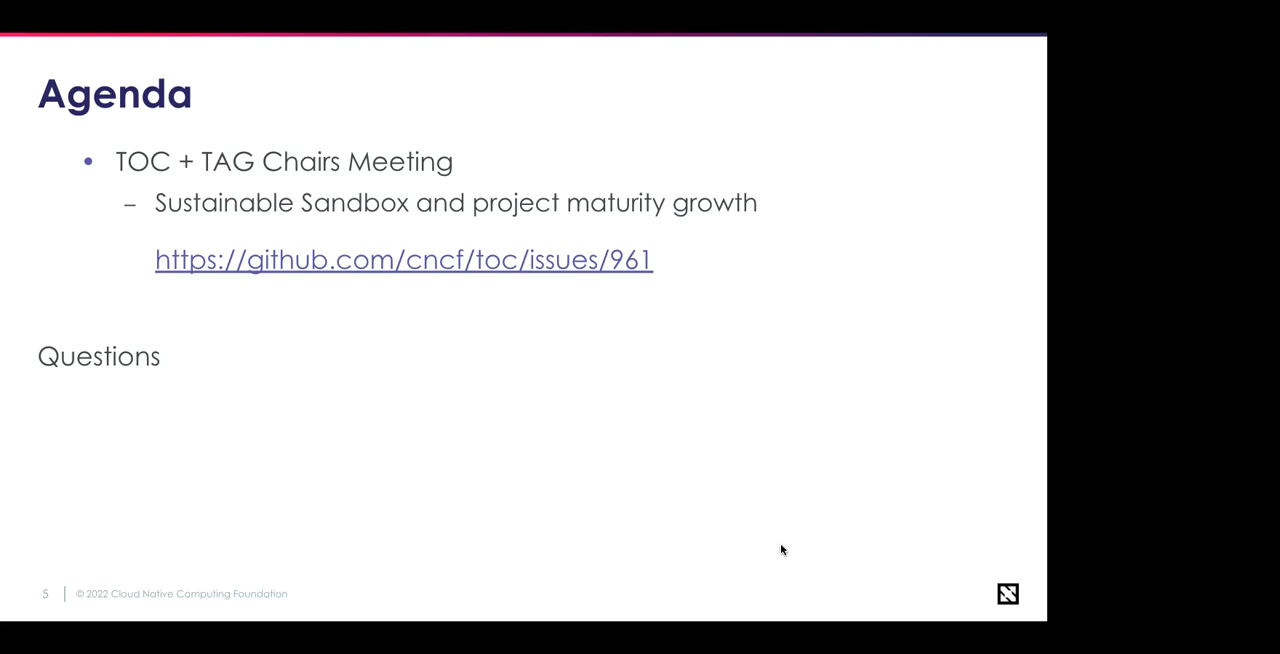 Agenda
• TOC + TAG Chairs Meeting
– Sustainable Sandbox and project maturity growth
https://github.com/cncf/toc/issues/961
Questions
5 | © 2022 Cloud Native Computing Foundation